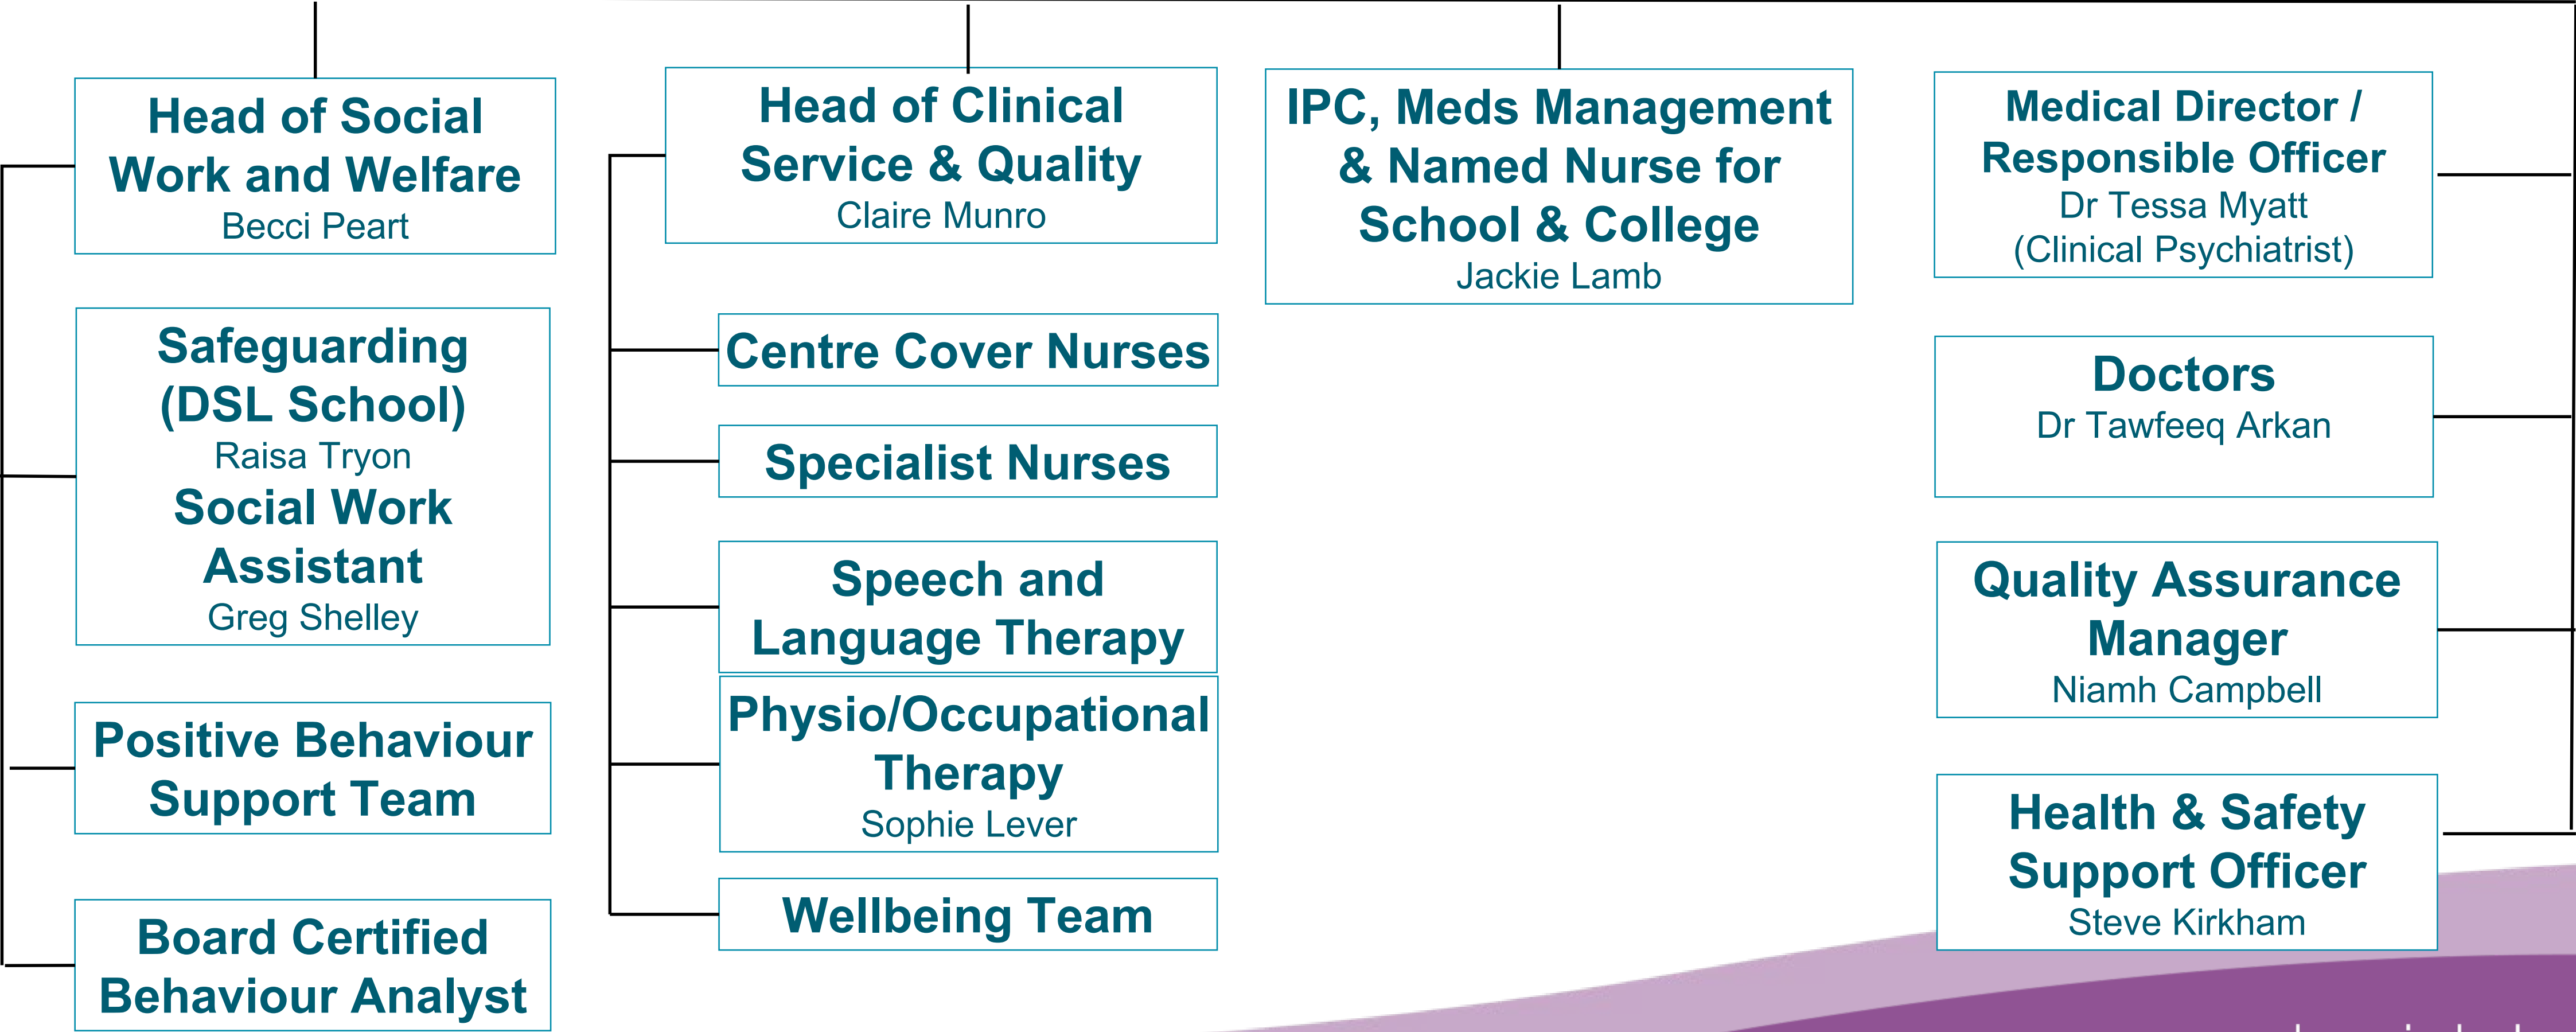 Head of Social
Work and Welfare
Becci Peart
Safeguarding
(DSL School)
Raisa Tryon
Social Work
Assistant
Greg Shelley
Positive Behaviour
Support Team
Board Certified
Behaviour Analyst
Head of Clinical
Service & Quality
Claire Munro
Centre Cover Nurses
Specialist Nurses
Speech and
Language Therapy
Physio/Occupational
Therapy
Sophie Lever
Wellbeing Team
IPC, Meds Management
& Named Nurse for
School & College
Jackie Lamb
Medical Director /
Responsible Officer
Dr Tessa Myatt
(Clinical Psychiatrist)
Doctors
Dr Tawfeeq Arkan
Quality Assurance
Manager
Niamh Campbell
Health & Safety
Support Officer
Steve Kirkham